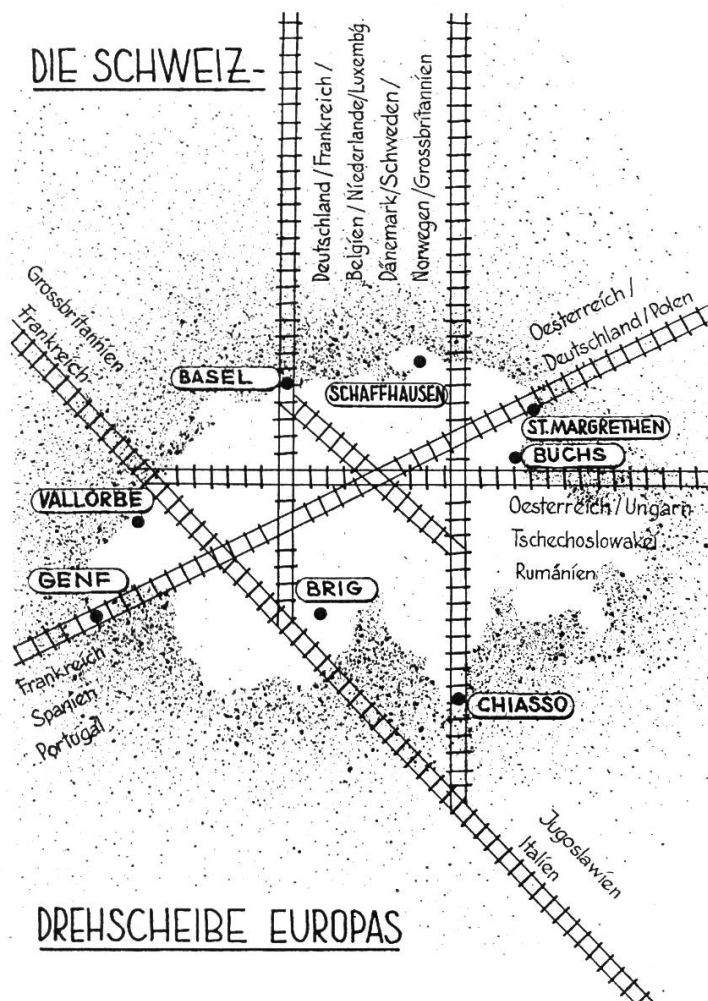 DIE SCHWEIZ-
Deutschland/Frankreich/
Belgien/Niederlande/Luxembg.
Dänemark/Schweden/
Norwegen/Grossbritannien
Grossbritannien
Frankreich
Oesterreich/
Deutschland/Polen
BASEL
SCHAFFHAUSEN
ST. MARGRETHEN
BUCHS
VALLORBE
Oesterreich/Ungarn
Tschechoslowakei
Rumänien
GENF
BRIG
Frankreich
Spanien
Portugal
CHIASSO
Jugoslawien
Italien
DREHSCHEIBE EUROPAS